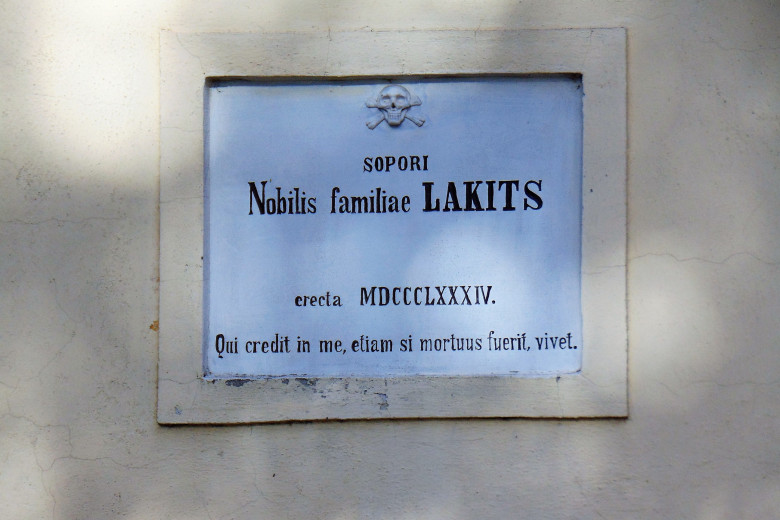 SOPORI
Nobilis familiae LAKITS
erecta MDCCCLXXXIV.
Qui credit in me, etiam si mortuus fuerit, vivet.